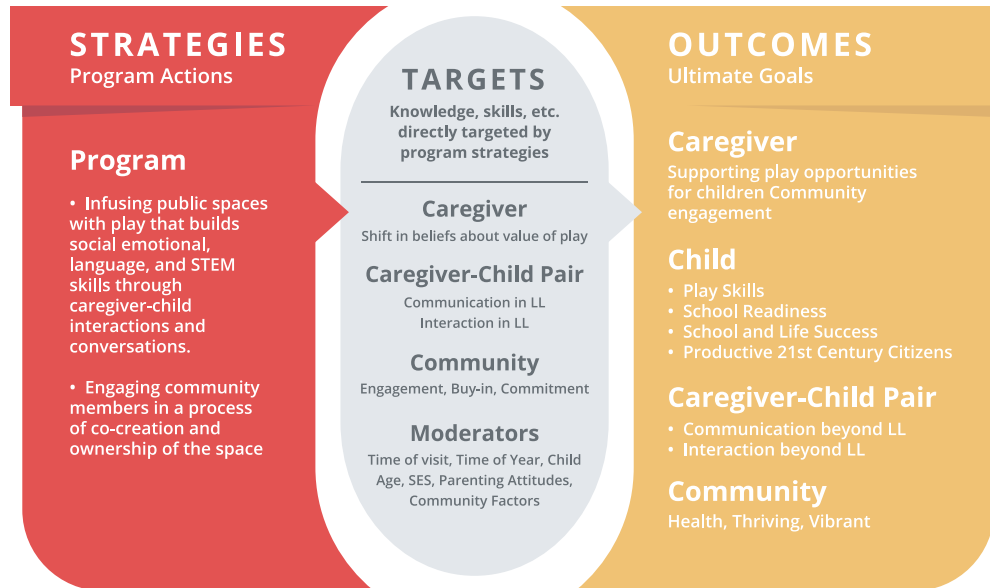 STRATEGIES
Program Actions
Program
• Infusing public spaces
with play that builds
social emotional,
language, and STEM
skills through
caregiver-child
interactions and
conversations.
• Engaging community
members in a process
of co-creation and
ownership of the space
TARGETS
Knowledge, skills, etc.
directly targeted by
program strategies
Caregiver
Shift in beliefs about value of play
Caregiver-Child Pair
Communication in LL
Interaction in LL
Community
Engagement, Buy-in, Commitment
Moderators
Time of visit, Time of Year, Child
Age, SES, Parenting Attitudes,
Community Factors
OUTCOMES
Ultimate Goals
Caregiver
Supporting play opportunities
for children Community
engagement
Child
• Play Skills
• School Readiness
• School and Life Success
• Productive 21st Century Citizens
Caregiver-Child Pair
• Communication beyond LL
• Interaction beyond LL
Community
Health, Thriving, Vibrant